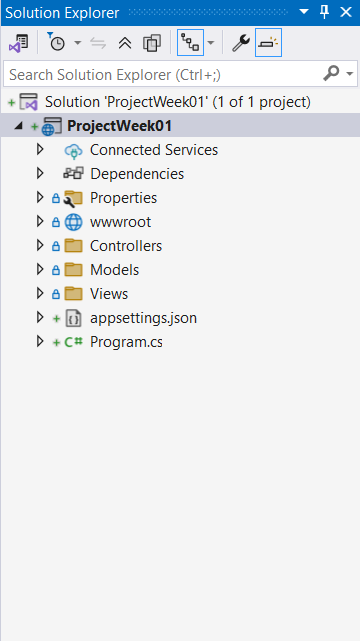 Solution Explorer
Search Solution Explorer (Ctrl+;)
Solution 'ProjectWeek01' (1 of 1 project)
ProjectWeek01
Connected Services
Dependencies
Properties
wwwroot
Controllers
Models
Views
appsettings.json
C# Program.cs